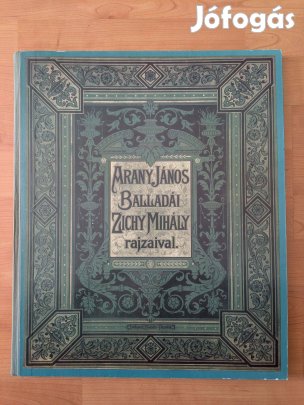 Jófogás
ARANY JÁNOS
BALLADÁI
ZICHY MIHÁLY
rajzaival.